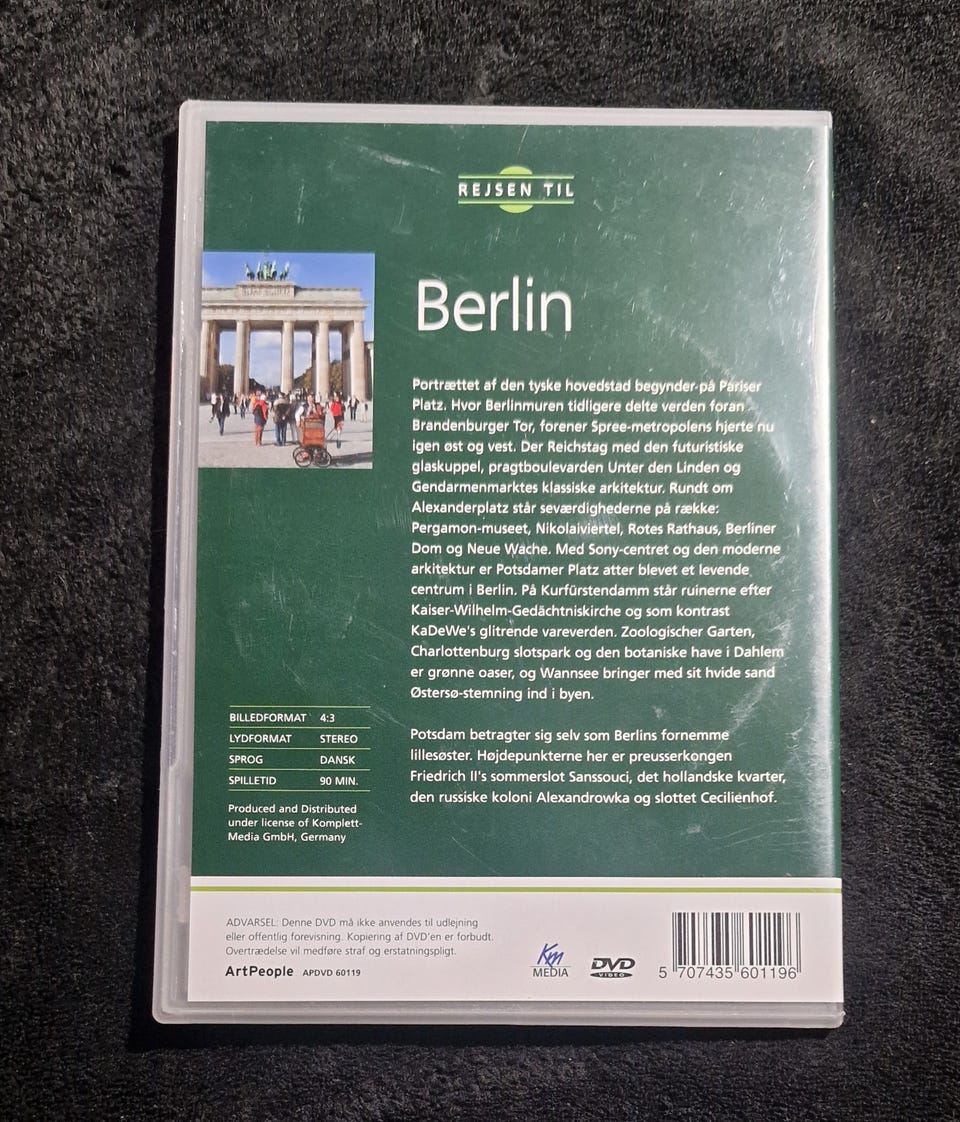 REJSEN TIL
Berlin
Portrættet af den tyske hovedstad begynder på Pariser
Platz. Hvor Berlinmuren tidligere delte verden foran
Brandenburger Tor, forener Spree-metropolens hjerte nu
igen øst og vest. Der Reichstag med den futuristiske
glaskuppel, pragtboulevarden Unter den Linden og
Gendarmenmarktes klassiske arkitektur. Rundt om
Alexanderplatz står seværdighederne på række:
Pergamon-museet, Nikolaiviertel, Rotes Rathaus, Berliner
Dom og Neue Wache. Med Sony-centret og den moderne
arkitektur er Potsdamer Platz atter blevet et levende
centrum i Berlin. På Kurfürstendamm står ruinerne efter
Kaiser-Wilhelm-Gedächtniskirche og som kontrast
KaDeWe's glitrende vareverden. Zoologischer Garten,
Charlottenburg slotspark og den botaniske have i Dahlem
er grønne oaser, og Wannsee bringer med sit hvide sand
Østersø-stemning ind i byen.
Potsdam betragter sig selv som Berlins fornemme
lillesøster. Højdepunkterne her er preusserkongen
Friedrich II's sommerslot Sanssouci, det hollandske kvarter,
den russiske koloni Alexandrowka og slottet Cecilienhof.
BILLEDFORMAT 4:3
LYDFORMAT STEREO
SPROG DANSK
SPILLETID 90 MIN.
Produced and Distributed
under license of Komplett-
Media GmbH, Germany
ADVARSEL: Denne DVD må ikke anvendes til udlejning
eller offentlig forevisning. Kopiering af DVD'en er forbudt.
Overtrædelse vil medføre straf og erstatningspligt.
ArtPeople APDVD 60119
Km
MEDIA
DVD
VIDEO
5 707435 601196